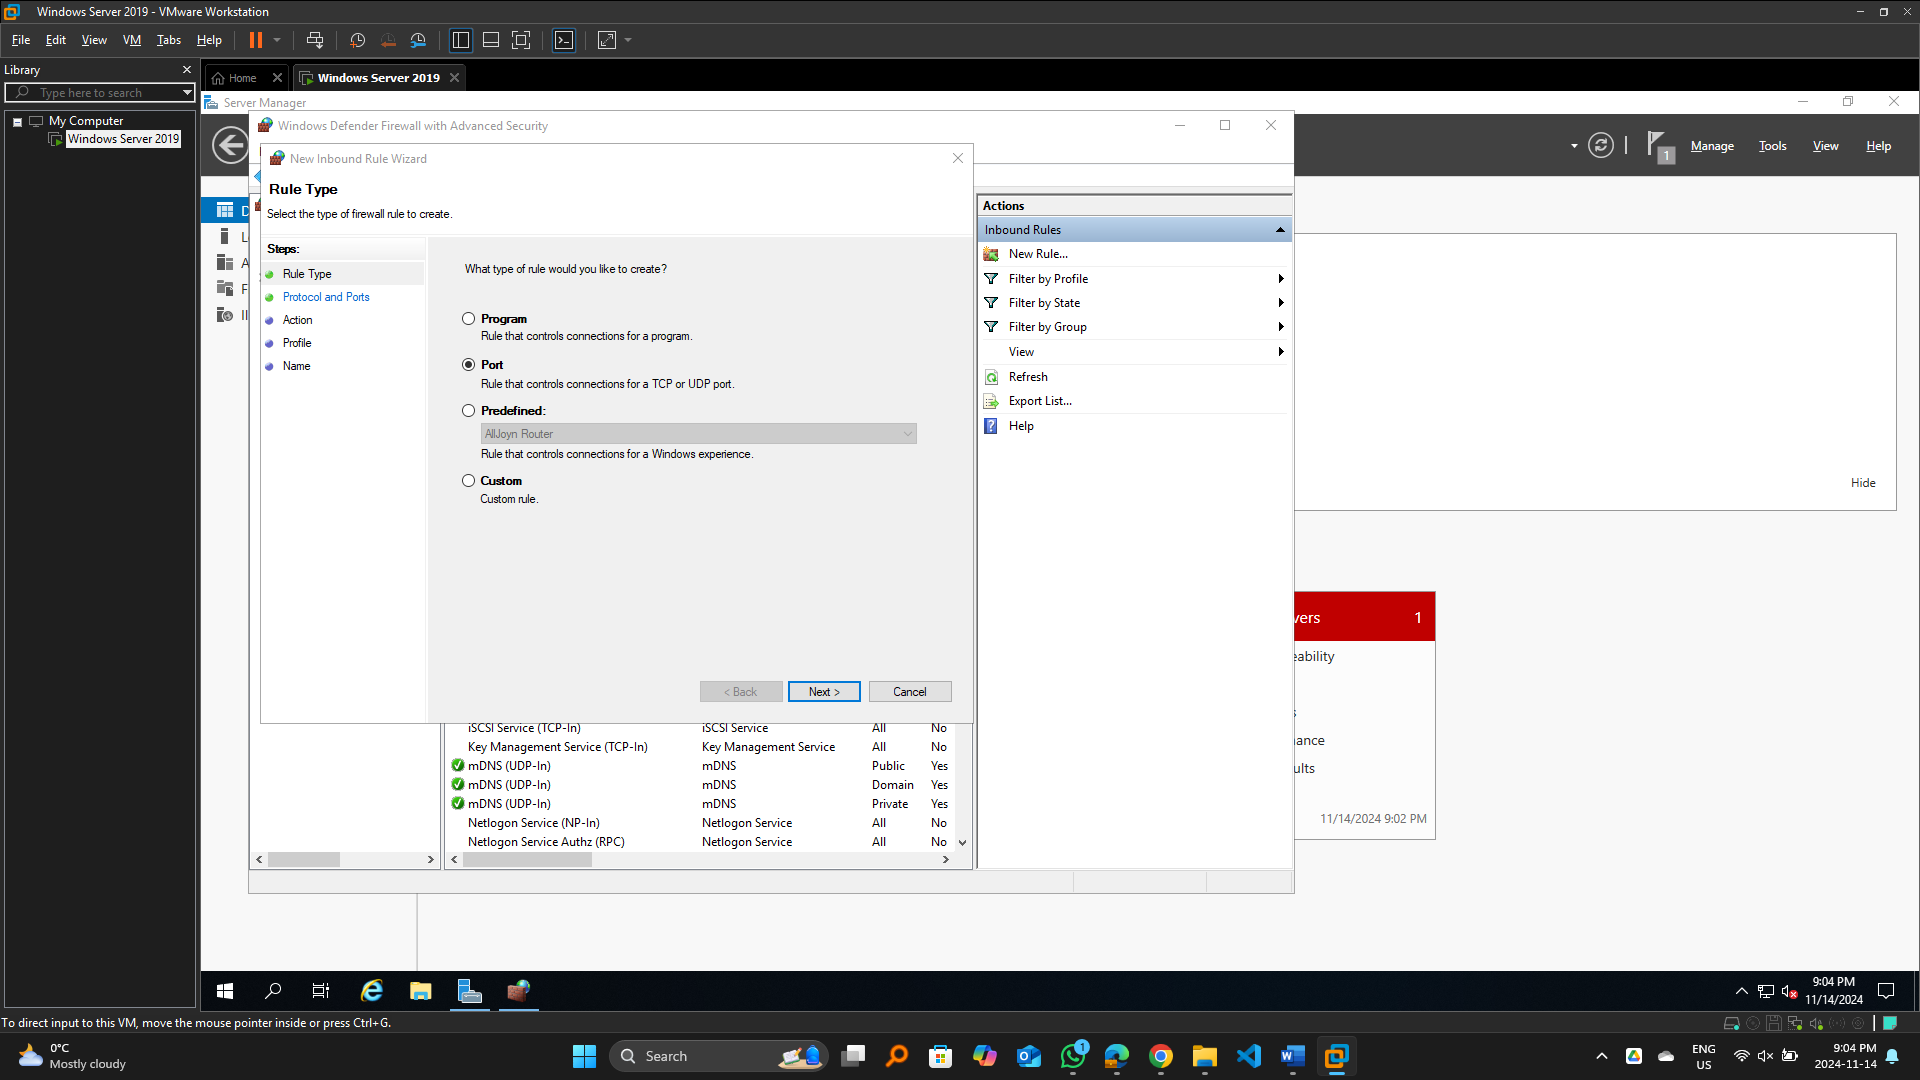 Windows Server 2019 - VMware Workstation
File Edit View VM Tabs Help
Library
Type here to search
My Computer
Windows Server 2019
Home
Windows Server 2019
Server Manager
Manage Tools View Help
1
Windows Defender Firewall with Advanced Security
New Inbound Rule Wizard
Rule Type
Select the type of firewall rule to create.
Steps:
Rule Type
Protocol and Ports
Action
Profile
Name
What type of rule would you like to create?
Program
Rule that controls connections for a program.
Port
Rule that controls connections for a TCP or UDP port.
Predefined:
AllJoyn Router
Rule that controls connections for a Windows experience.
Custom
Custom rule.
< Back Next > Cancel
iSCSI Service (TCP-In) iSCSI Service All No
Key Management Service (TCP-In) Key Management Service All No
mDNS (UDP-In) mDNS Public Yes
mDNS (UDP-In) mDNS Domain Yes
mDNS (UDP-In) mDNS Private Yes
Netlogon Service (NP-In) Netlogon Service All No
Netlogon Service Authz (RPC) Netlogon Service All No
Actions
Inbound Rules
New Rule...
Filter by Profile
Filter by State
Filter by Group
View
Refresh
Export List...
Help
Hide
vers 1
eability
ance
ults
11/14/2024 9:02 PM
9:04 PM
11/14/2024
To direct input to this VM, move the mouse pointer inside or press Ctrl+G.
0°C
Mostly cloudy
Search
1
ENG
US
9:04 PM
2024-11-14